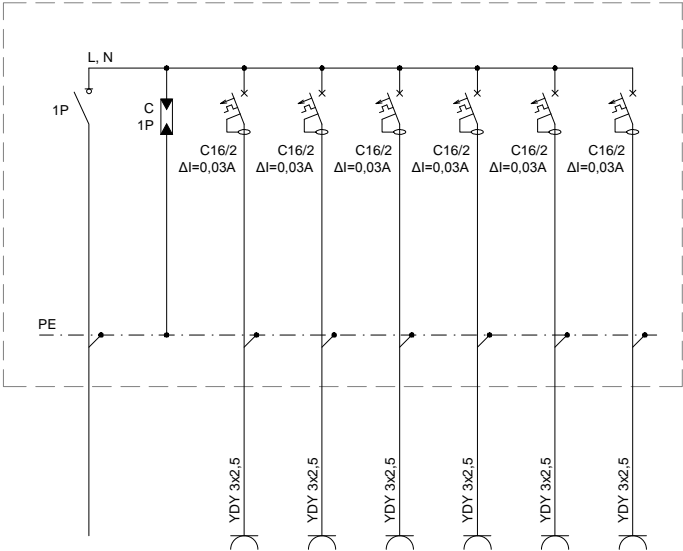 L, N
1P
C
1P
C16/2
ΔI=0,03A
C16/2
ΔI=0,03A
C16/2
ΔI=0,03A
C16/2
ΔI=0,03A
C16/2
ΔI=0,03A
C16/2
ΔI=0,03A
PE
YDY 3x2,5
YDY 3x2,5
YDY 3x2,5
YDY 3x2,5
YDY 3x2,5
YDY 3x2,5